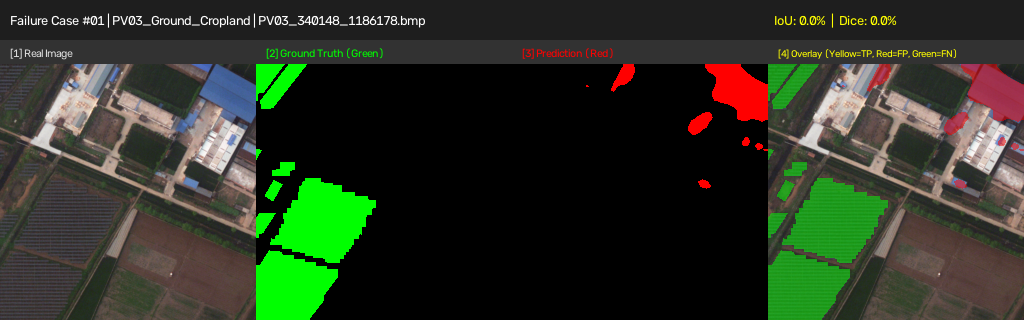 Failure Case #01 | PV03_Ground_Cropland | PV03_340148_1186178.bmp
IoU: 0.0% | Dice: 0.0%
[1] Real Image
[2] Ground Truth (Green)
[3] Prediction (Red)
[4] Overlay (Yellow=TP, Red=FP, Green=FN)